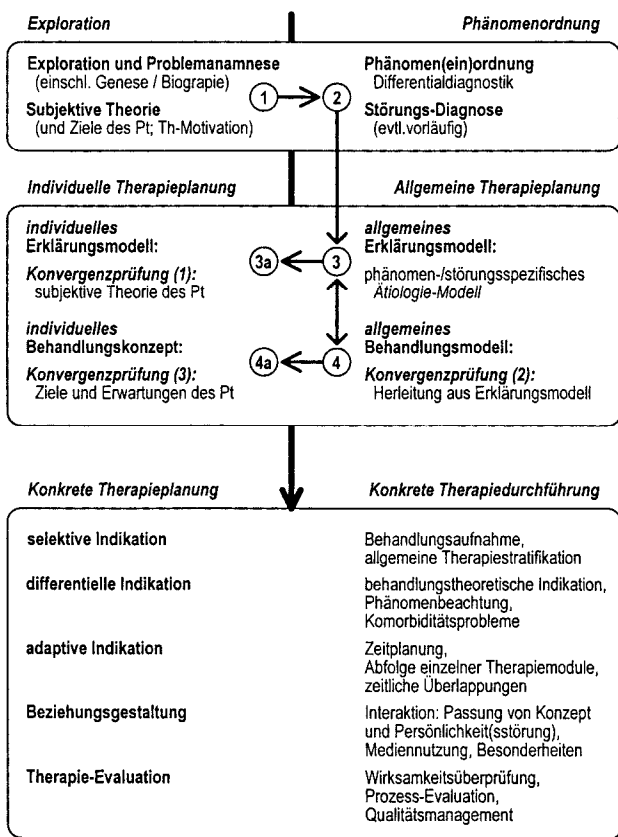 Exploration
Phänomenordnung
Exploration und Problemanamnese
(einschl. Genese / Biograpie)
Subjektive Theorie
(und Ziele des Pt; Th-Motivation)
1
2
Phänomen(ein)ordnung
Differentialdiagnostik
Störungs-Diagnose
(evtl.vorläufig)
Individuelle Therapieplanung
Allgemeine Therapieplanung
individuelles
Erklärungsmodell:
Konvergenzprüfung (1):
subjektive Theorie des Pt
3a
3
allgemeines
Erklärungsmodell:
phänomen-/störungsspezifisches
Ätiologie-Modell
individuelles
Behandlungskonzept:
Konvergenzprüfung (3):
Ziele und Erwartungen des Pt
4a
4
allgemeines
Behandlungsmodell:
Konvergenzprüfung (2):
Herleitung aus Erklärungsmodell
Konkrete Therapieplanung
Konkrete Therapiedurchführung
selektive Indikation
Behandlungsaufnahme,
allgemeine Therapiestratifikation
differentielle Indikation
behandlungstheoretische Indikation,
Phänomenbeachtung,
Komorbiditätsprobleme
adaptive Indikation
Zeitplanung,
Abfolge einzelner Therapiemodule,
zeitliche Überlappungen
Beziehungsgestaltung
Interaktion: Passung von Konzept
und Persönlichkeit(sstörung),
Mediennutzung, Besonderheiten
Therapie-Evaluation
Wirksamkeitsüberprüfung,
Prozess-Evaluation,
Qualitätsmanagement